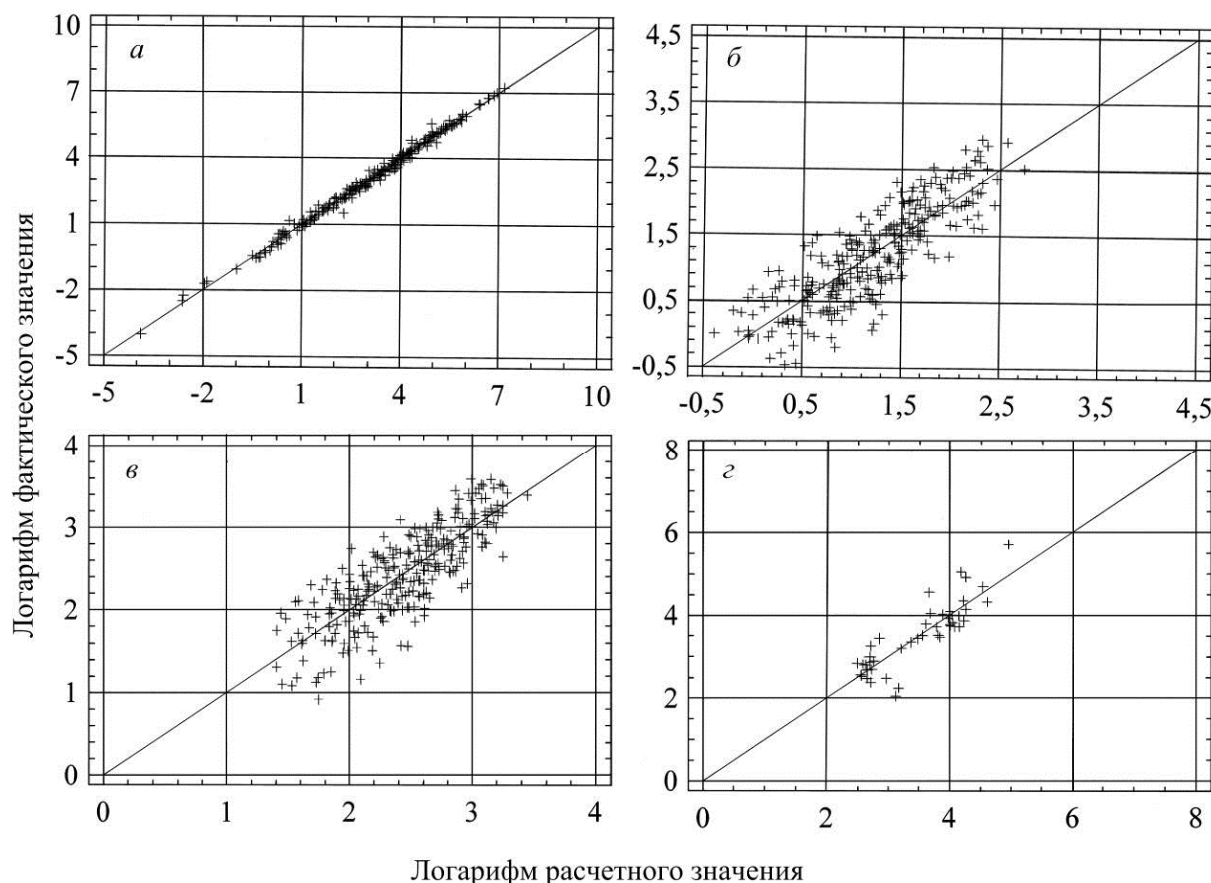 Логарифм фактического значения
а
10
7
4
1
-2
-5
-5 -2 1 4 7 10
б
4,5
3,5
2,5
1,5
0,5
-0,5
-0,5 0,5 1,5 2,5 3,5 4,5
в
4
3
2
1
0
0 1 2 3 4
г
8
6
4
2
0
0 2 4 6 8
Логарифм расчетного значения